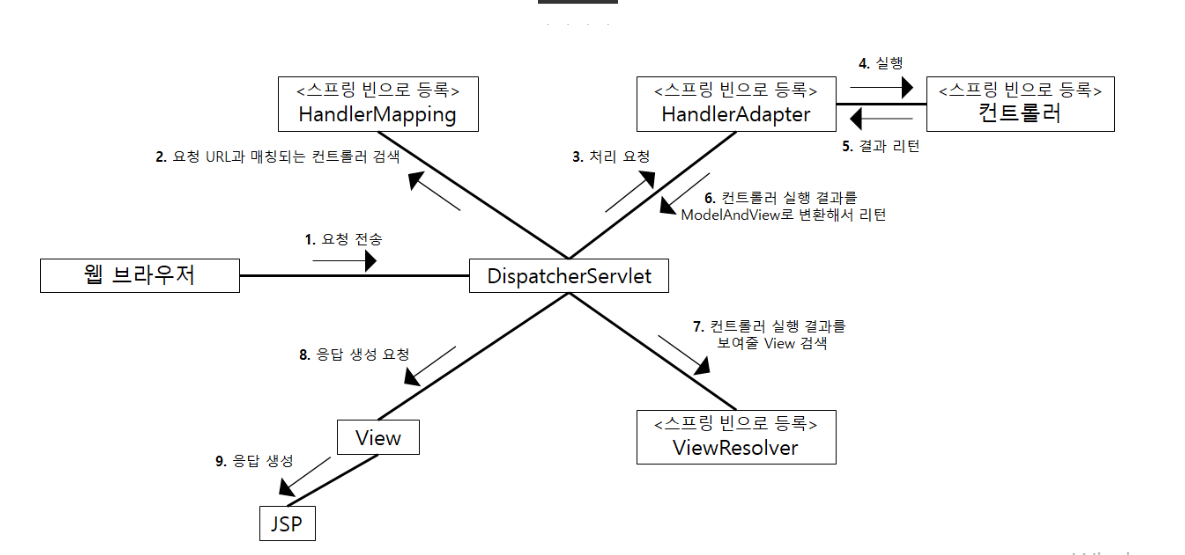 <스프링 빈으로 등록>
HandlerMapping
<스프링 빈으로 등록>
HandlerAdapter
4. 실행
<스프링 빈으로 등록>
컨트롤러
5. 결과 리턴
2. 요청 URL과 매칭되는 컨트롤러 검색
3. 처리 요청
6. 컨트롤러 실행 결과를
ModelAndView로 변환해서 리턴
1. 요청 전송
웹 브라우저
DispatcherServlet
7. 컨트롤러 실행 결과를
보여줄 View 검색
8. 응답 생성 요청
<스프링 빈으로 등록>
ViewResolver
View
9. 응답 생성
JSP